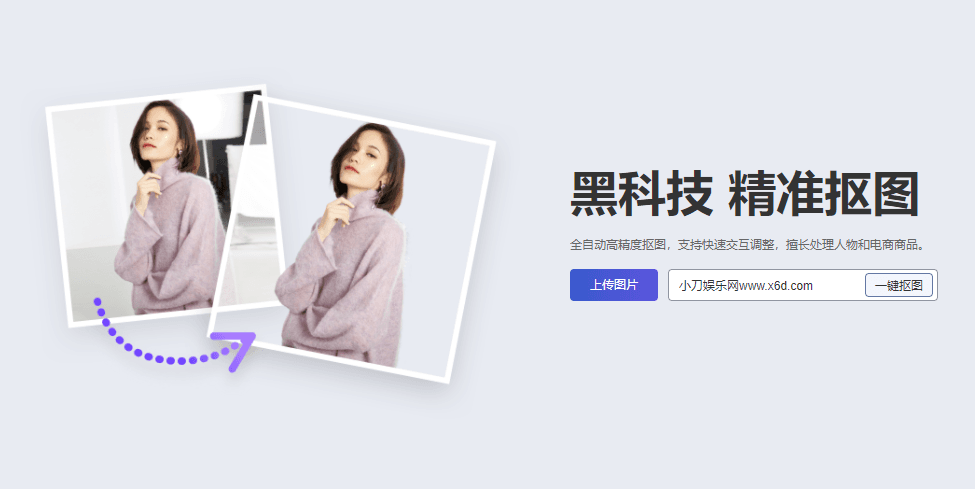 黑科技 精准抠图
全自动高精度抠图，支持快速交互调整，擅长处理人物和电商商品。
上传图片 小刀娱乐网www.x6d.com 一键抠图